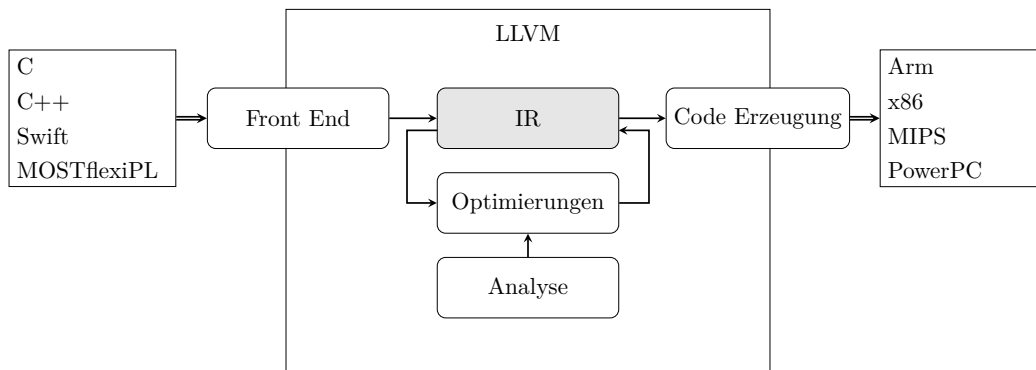 LLVM
C
C++
Swift
MOSTflexiPL
Front End
IR
Optimierungen
Analyse
Code Erzeugung
Arm
x86
MIPS
PowerPC